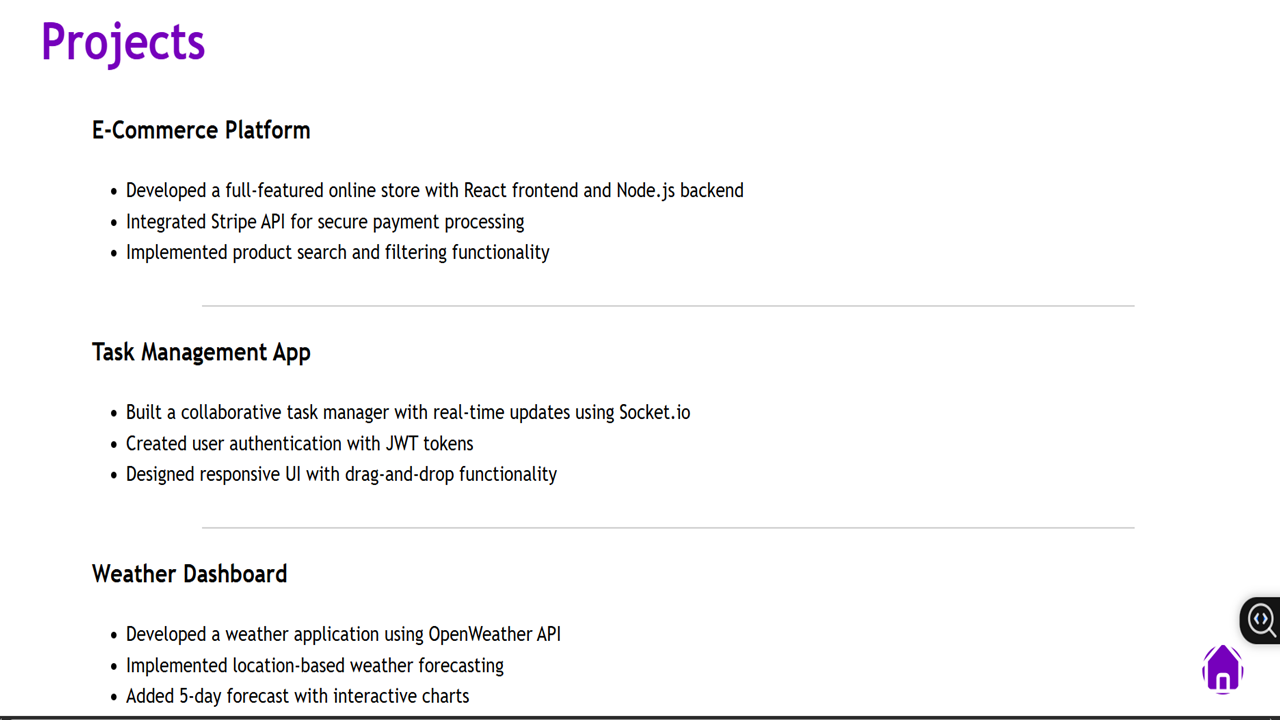 Projects
E-Commerce Platform
• Developed a full-featured online store with React frontend and Node.js backend
• Integrated Stripe API for secure payment processing
• Implemented product search and filtering functionality
Task Management App
• Built a collaborative task manager with real-time updates using Socket.io
• Created user authentication with JWT tokens
• Designed responsive UI with drag-and-drop functionality
Weather Dashboard
• Developed a weather application using OpenWeather API
• Implemented location-based weather forecasting
• Added 5-day forecast with interactive charts